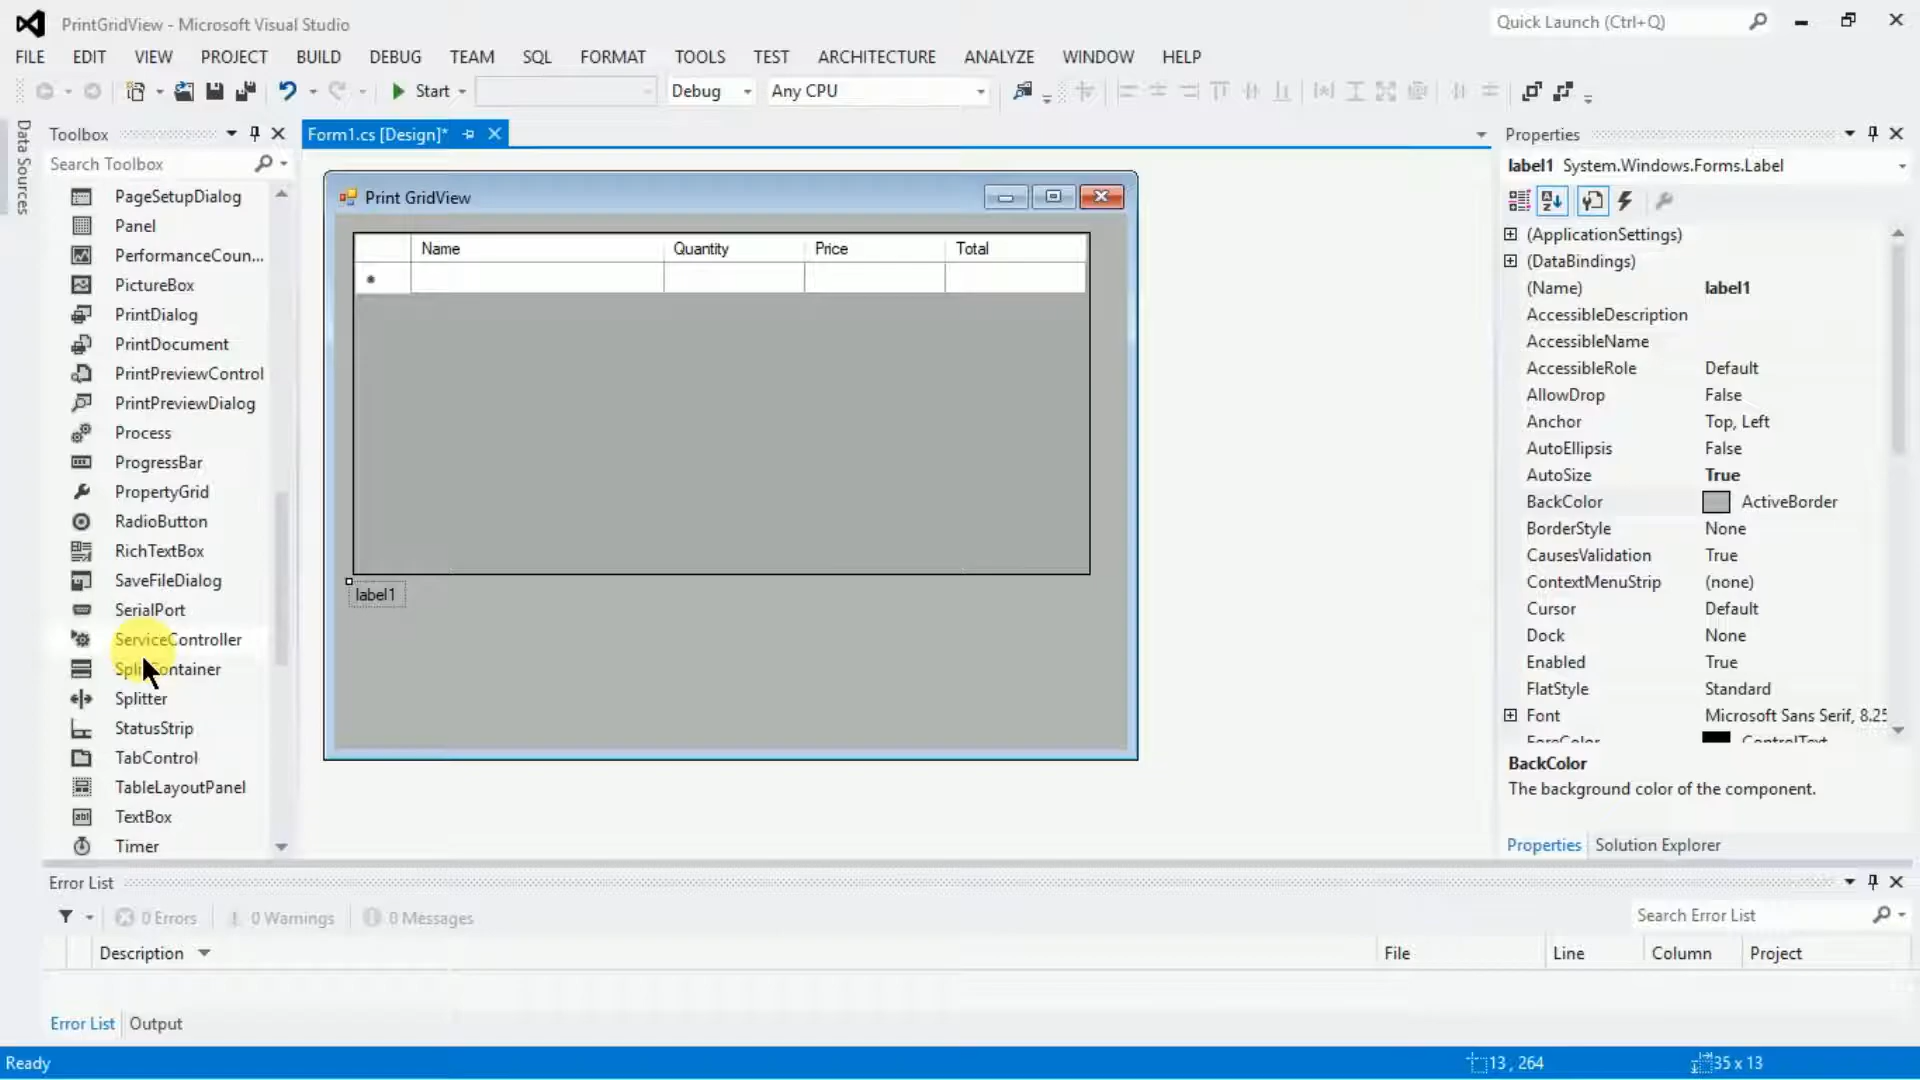 PrintGridView - Microsoft Visual Studio
Quick Launch (Ctrl+Q)
FILE EDIT VIEW PROJECT BUILD DEBUG TEAM SQL FORMAT TOOLS TEST ARCHITECTURE ANALYZE WINDOW HELP
Start Debug Any CPU
Data Sources
Toolbox
Search Toolbox
PageSetupDialog
Panel
PerformanceCoun...
PictureBox
PrintDialog
PrintDocument
PrintPreviewControl
PrintPreviewDialog
Process
ProgressBar
PropertyGrid
RadioButton
RichTextBox
SaveFileDialog
SerialPort
ServiceController
SplitContainer
Splitter
StatusStrip
TabControl
TableLayoutPanel
TextBox
Timer
Form1.cs [Design]*
Print GridView
Name Quantity Price Total
label1
Properties
label1 System.Windows.Forms.Label
(ApplicationSettings)
(DataBindings)
(Name) label1
AccessibleDescription
AccessibleName
AccessibleRole Default
AllowDrop False
Anchor Top, Left
AutoEllipsis False
AutoSize True
BackColor ActiveBorder
BorderStyle None
CausesValidation True
ContextMenuStrip (none)
Cursor Default
Dock None
Enabled True
FlatStyle Standard
Font Microsoft Sans Serif, 8.25
ForeColor ControlText
BackColor
The background color of the component.
Properties Solution Explorer
Error List
0 Errors 0 Warnings 0 Messages
Search Error List
Description File Line Column Project
Error List Output
Ready
13 , 264
35 x 13